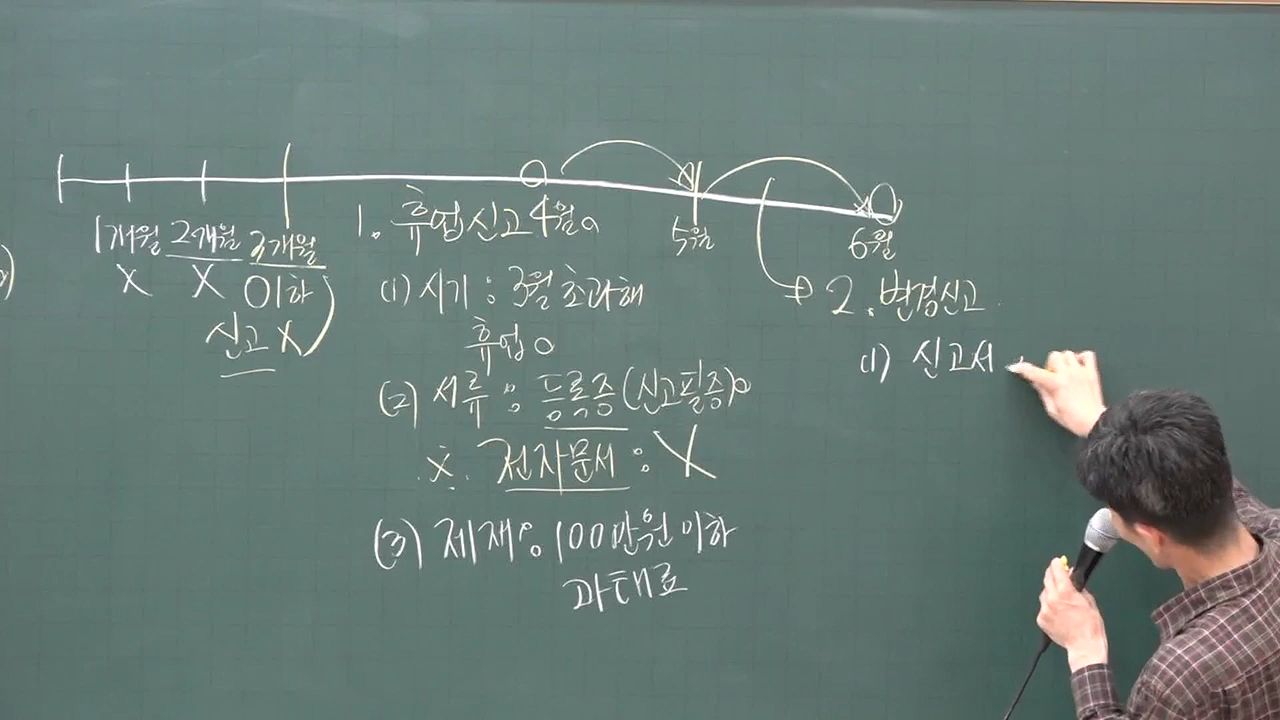 1개월 2개월 3개월
X X 이하)
신고 X
1. 휴업신고 4월
5월
6월
(1) 시기 : 3월 초과해
휴업 O
(2) 서류 : 등록증(신고필증)
※ 전자문서 : X
(3) 제재 : 100만원 이하
과태료
2. 변경신고
(1) 신고서